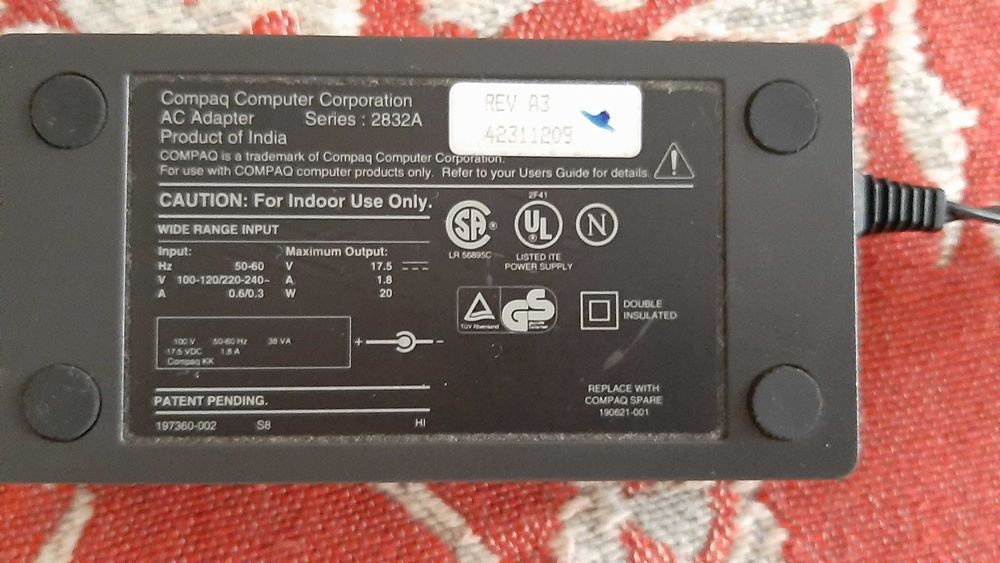 Compaq Computer Corporation
AC Adapter Series : 2832A
Product of India
COMPAQ is a trademark of Compaq Computer Corporation.
For use with COMPAQ computer products only. Refer to your Users Guide for details.
REV A3
42311209
CAUTION: For Indoor Use Only.
WIDE RANGE INPUT
Input: Maximum Output:
Hz 50-60 V 17.5
V 100-120/220-240~ A 1.8
A 0.6/0.3 W 20
100 V 50-60 Hz 38 VA
17.5 VDC 1.8 A
Compaq KK
+ -
PATENT PENDING.
197360-002 S8 HI
SA ®
LR 56895C
2F41
UL
LISTED ITE
POWER SUPPLY
N
TÜV Rheinland
GS
DOUBLE
INSULATED
REPLACE WITH
COMPAQ SPARE
190621-001